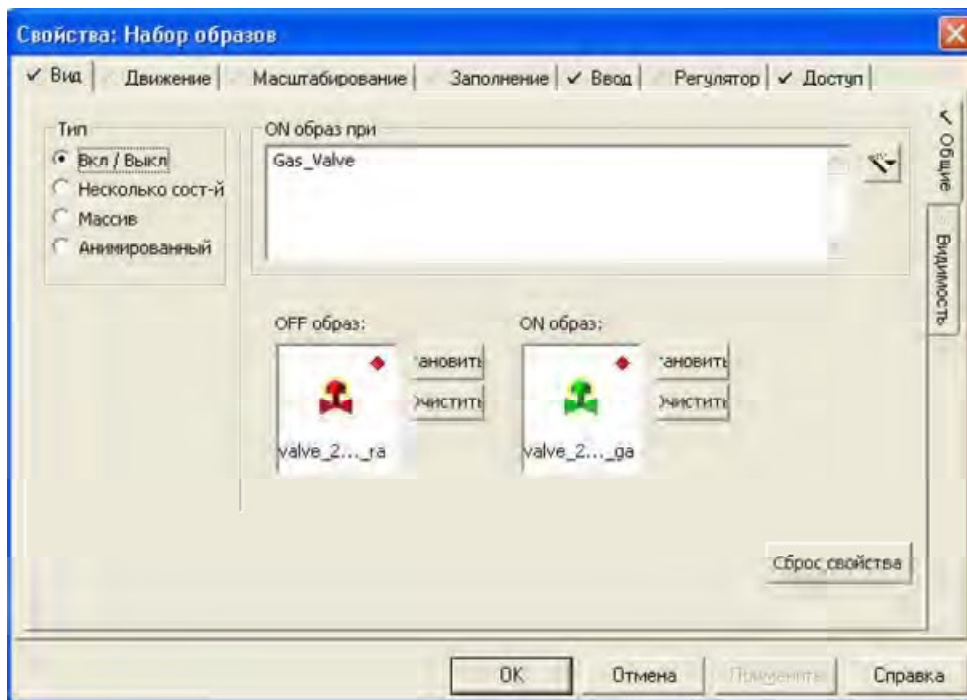 Свойства: Набор образов
Вид Движение Масштабирование Заполнение Ввод Регулятор Доступ
Общие
Видимость
Тип
Вкл / Выкл
Несколько сост-й
Массив
Анимированный
ON образ при
Gas_Valve
OFF образ:
ON образ:
valve_2..._ra
тановить
Очистить
valve_2..._ga
тановить
Очистить
Сброс свойства
OK Отмена Применить Справка